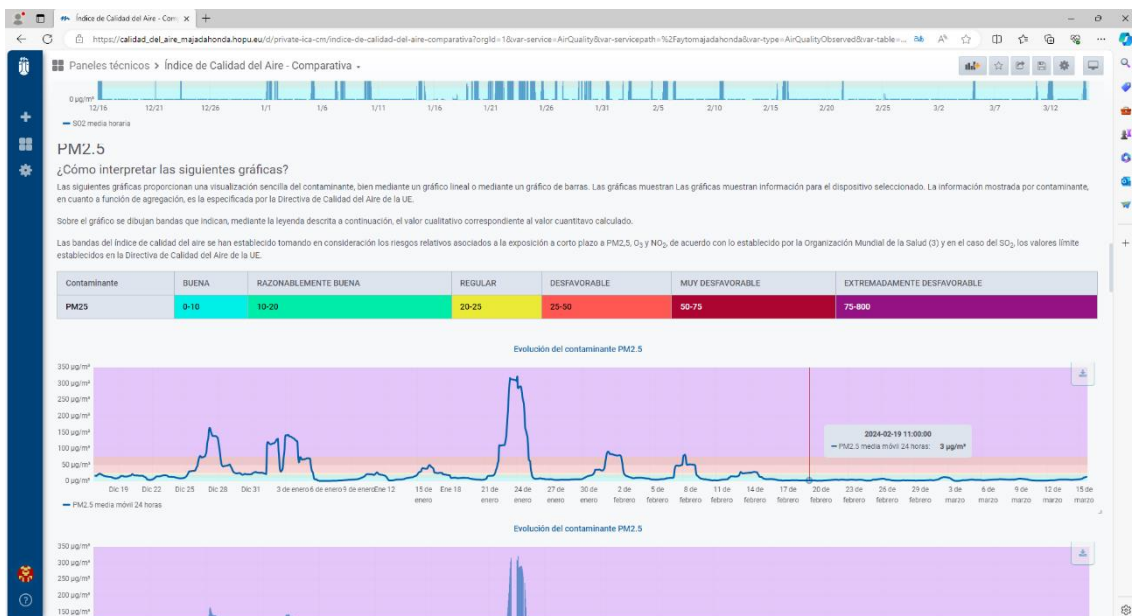 Índice de Calidad del Aire - Com
https://calidad_del_aire_majadahonda.hopu.eu/d/private-ica-cm/indice-de-calidad-del-aire-comparativa?orgId=1&var-service=AirQuality&var-servicepath=%2Faytomajadahonda&var-type=AirQualityObserved&var-table=...
Paneles técnicos > Índice de Calidad del Aire - Comparativa
0 µg/m³
12/16 12/21 12/26 1/1 1/6 1/11 1/16 1/21 1/26 1/31 2/5 2/10 2/15 2/20 2/25 3/2 3/7 3/12
SO2 media horaria
PM2.5
¿Cómo interpretar las siguientes gráficas?
Las siguientes gráficas proporcionan una visualización sencilla del contaminante, bien mediante un gráfico lineal o mediante un gráfico de barras. Las gráficas muestran Las gráficas muestran información para el dispositivo seleccionado. La información mostrada por contaminante,
en cuanto a función de agregación, es la especificada por la Directiva de Calidad del Aire de la UE.
Sobre el gráfico se dibujan bandas que indican, mediante la leyenda descrita a continuación, el valor cualitativo correspondiente al valor cuantitavo calculado.
Las bandas del índice de calidad del aire se han establecido tomando en consideración los riesgos relativos asociados a la exposición a corto plazo a PM2,5, O3 y NO2, de acuerdo con lo establecido por la Organización Mundial de la Salud (3) y en el caso del SO2, los valores límite
establecidos en la Directiva de Calidad del Aire de la UE.
Contaminante BUENA RAZONABLEMENTE BUENA REGULAR DESFAVORABLE MUY DESFAVORABLE EXTREMADAMENTE DESFAVORABLE
PM25 0-10 10-20 20-25 25-50 50-75 75-800
Evolución del contaminante PM2.5
350 µg/m³
300 µg/m³
250 µg/m³
200 µg/m³
150 µg/m³
100 µg/m³
50 µg/m³
0 µg/m³
2024-02-19 11:00:00
PM2.5 media móvil 24 horas: 3 µg/m³
Dic 19 Dic 22 Dic 25 Dic 28 Dic 31 3 de enero 6 de enero 9 de enero Ene 12 15 de enero Ene 18 21 de enero 24 de enero 27 de enero 30 de enero 2 de febrero 5 de febrero 8 de febrero 11 de febrero 14 de febrero 17 de febrero 20 de febrero 23 de febrero 26 de febrero 29 de febrero 3 de marzo 6 de marzo 9 de marzo 12 de marzo 15 de marzo
PM2.5 media móvil 24 horas
Evolución del contaminante PM2.5
350 µg/m³
300 µg/m³
250 µg/m³
200 µg/m³
150 µg/m³